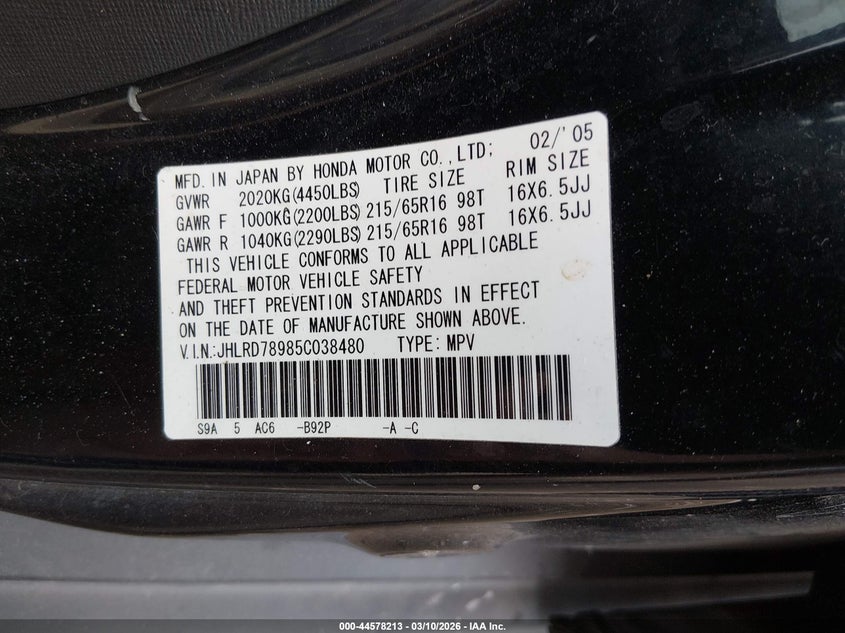 MFD. IN JAPAN BY HONDA MOTOR CO.,LTD; 02/'05
GVWR 2020KG(4450LBS) TIRE SIZE RIM SIZE
GAWR F 1000KG(2200LBS) 215/65R16 98T 16X6.5JJ
GAWR R 1040KG(2290LBS) 215/65R16 98T 16X6.5JJ
THIS VEHICLE CONFORMS TO ALL APPLICABLE
FEDERAL MOTOR VEHICLE SAFETY
AND THEFT PREVENTION STANDARDS IN EFFECT
ON THE DATE OF MANUFACTURE SHOWN ABOVE.
V.I.N.:JHLRD78985C038480 TYPE: MPV
S9A 5 AC6 -B92P -A -C
000-44578213 - 03/10/2026 - IAA Inc.